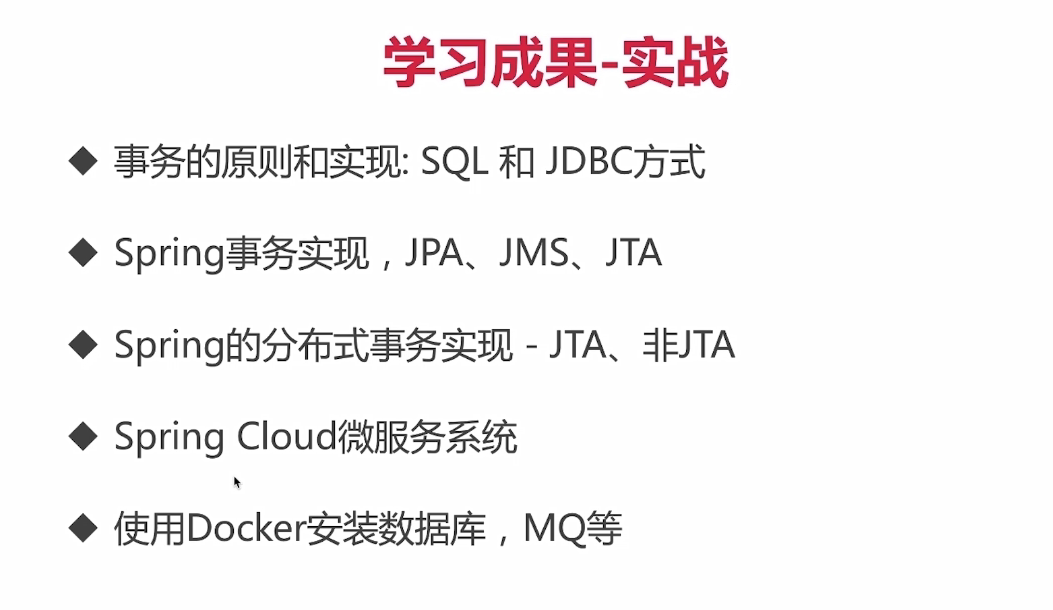 学习成果-实战
◆ 事务的原则和实现: SQL 和 JDBC方式
◆ Spring事务实现，JPA、JMS、JTA
◆ Spring的分布式事务实现 - JTA、非JTA
◆ Spring Cloud微服务系统
◆ 使用Docker安装数据库，MQ等